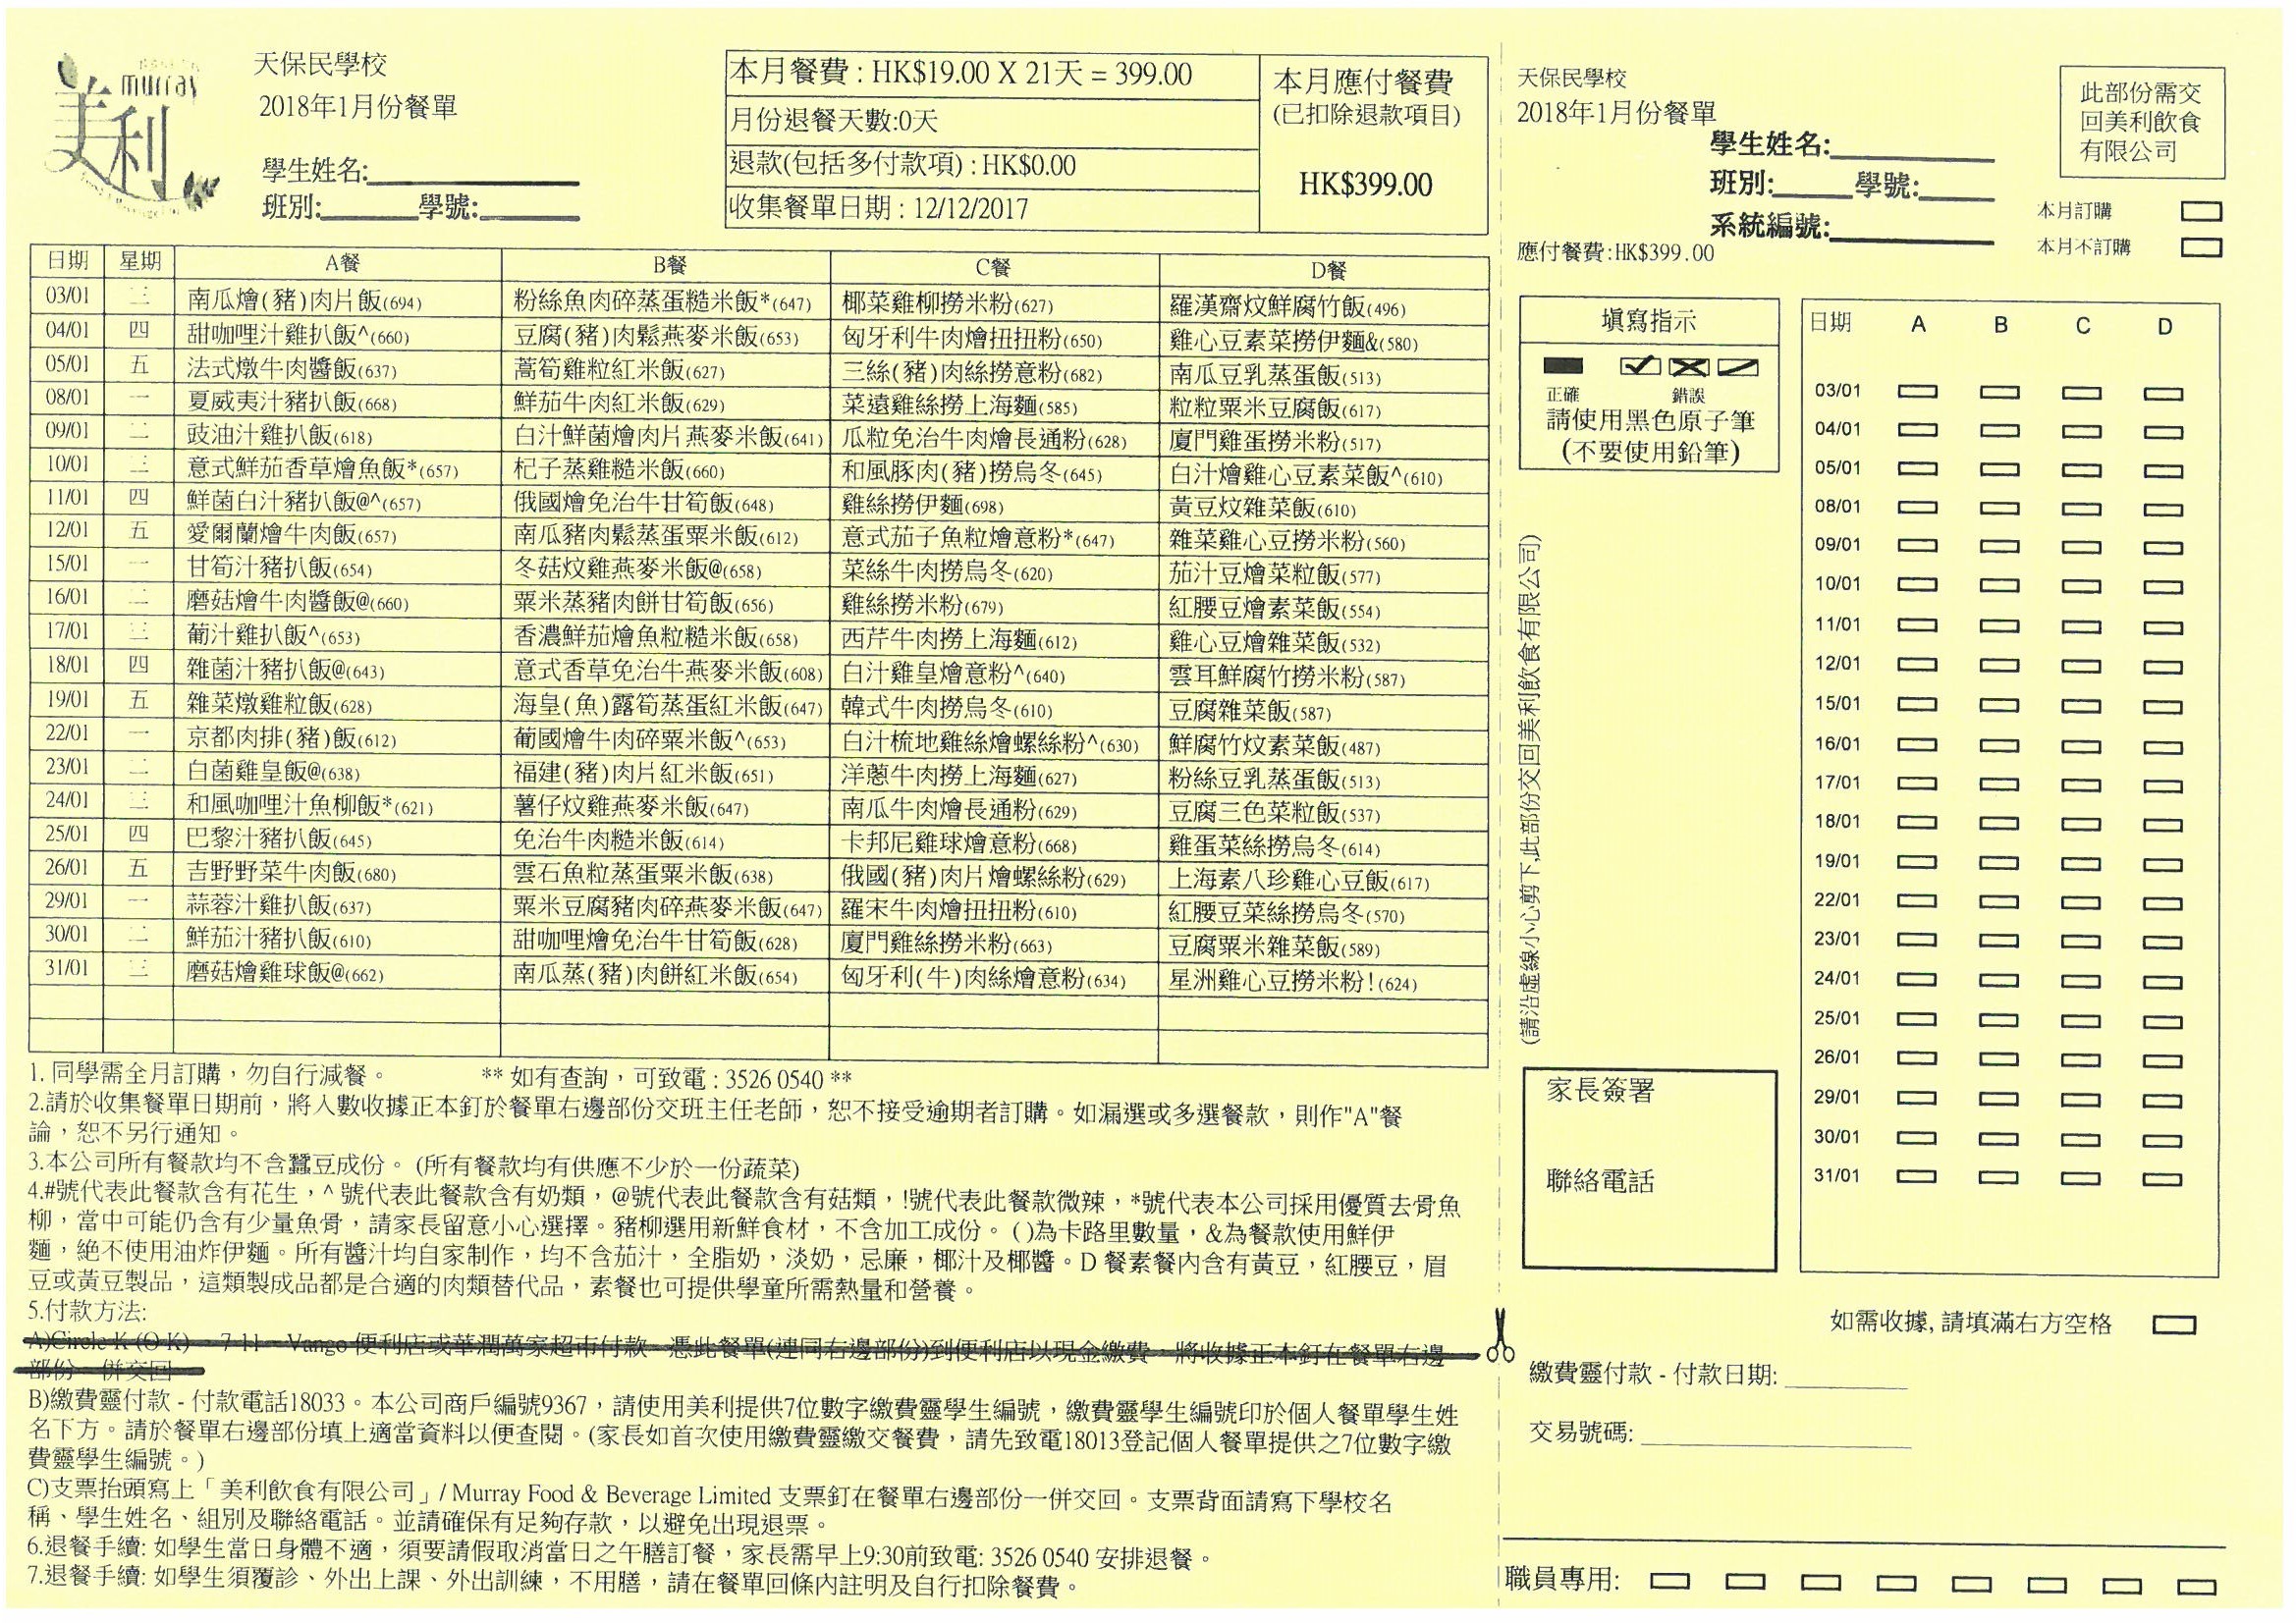 murray
美利
天保民學校
2018年1月份餐單
學生姓名:
班別: 學號:
本月餐費 : HK$19.00 X 21天 = 399.00
月份退餐天數:0天
退款(包括多付款項) : HK$0.00
收集餐單日期 : 12/12/2017
本月應付餐費
(已扣除退款項目)
HK$399.00
日期 星期 A餐 B餐 C餐 D餐
03/01 三 南瓜燴(豬)肉片飯(694) 粉絲魚肉碎蒸蛋糙米飯*(647) 椰菜雞柳撈米粉(627) 羅漢齋炆鮮腐竹飯(496)
04/01 四 甜咖哩汁雞扒飯^(660) 豆腐(豬)肉鬆燕麥米飯(653) 匈牙利牛肉燴扭扭粉(650) 雞心豆素菜撈伊麵&(580)
05/01 五 法式燉牛肉醬飯(637) 萵筍雞粒紅米飯(627) 三絲(豬)肉絲撈意粉(682) 南瓜豆乳蒸蛋飯(513)
08/01 一 夏威夷汁豬扒飯(668) 鮮茄牛肉紅米飯(629) 菜遠雞絲撈上海麵(585) 粒粒粟米豆腐飯(617)
09/01 二 豉油汁雞扒飯(618) 白汁鮮菌燴肉片燕麥米飯(641) 瓜粒免治牛肉燴長通粉(628) 廈門雞蛋撈米粉(517)
10/01 三 意式鮮茄香草燴魚飯*(657) 杞子蒸雞糙米飯(660) 和風豚肉(豬)撈烏冬(645) 白汁燴雞心豆素菜飯^(610)
11/01 四 鮮菌白汁豬扒飯@^(657) 俄國燴免治牛甘筍飯(648) 雞絲撈伊麵(698) 黃豆炆雜菜飯(610)
12/01 五 愛爾蘭燴牛肉飯(657) 南瓜豬肉鬆蒸蛋粟米飯(612) 意式茄子魚粒燴意粉*(647) 雜菜雞心豆撈米粉(560)
15/01 一 甘筍汁豬扒飯(654) 冬菇炆雞燕麥米飯@(658) 菜絲牛肉撈烏冬(620) 茄汁豆燴菜粒飯(577)
16/01 二 磨菇燴牛肉醬飯@(660) 粟米蒸豬肉餅甘筍飯(656) 雞絲撈米粉(679) 紅腰豆燴素菜飯(554)
17/01 三 葡汁雞扒飯^(653) 香濃鮮茄燴魚粒糙米飯(658) 西芹牛肉撈上海麵(612) 雞心豆燴雜菜飯(532)
18/01 四 雜菌汁豬扒飯@(643) 意式香草免治牛燕麥米飯(608) 白汁雞皇燴意粉^(640) 雲耳鮮腐竹撈米粉(587)
19/01 五 雜菜燉雞粒飯(628) 海皇(魚)露筍蒸蛋紅米飯(647) 韓式牛肉撈烏冬(610) 豆腐雜菜飯(587)
22/01 一 京都肉排(豬)飯(612) 葡國燴牛肉碎粟米飯^(653) 白汁梳地雞絲燴螺絲粉^(630) 鮮腐竹炆素菜飯(487)
23/01 二 白菌雞皇飯@(638) 福建(豬)肉片紅米飯(651) 洋蔥牛肉撈上海麵(627) 粉絲豆乳蒸蛋飯(513)
24/01 三 和風咖哩汁魚柳飯*(621) 薯仔炆雞燕麥米飯(647) 南瓜牛肉燴長通粉(629) 豆腐三色菜粒飯(537)
25/01 四 巴黎汁豬扒飯(645) 免治牛肉糙米飯(614) 卡邦尼雞球燴意粉(668) 雞蛋菜絲撈烏冬(614)
26/01 五 吉野野菜牛肉飯(680) 雲石魚粒蒸蛋粟米飯(638) 俄國(豬)肉片燴螺絲粉(629) 上海素八珍雞心豆飯(617)
29/01 一 蒜蓉汁雞扒飯(637) 粟米豆腐豬肉碎燕麥米飯(647) 羅宋牛肉燴扭扭粉(610) 紅腰豆菜絲撈烏冬(570)
30/01 二 鮮茄汁豬扒飯(610) 甜咖哩燴免治牛甘筍飯(628) 廈門雞絲撈米粉(663) 豆腐粟米雜菜飯(589)
31/01 三 磨菇燴雞球飯@(662) 南瓜蒸(豬)肉餅紅米飯(654) 匈牙利(牛)肉絲燴意粉(634) 星洲雞心豆撈米粉!(624)
1. 同學需全月訂購，勿自行減餐。 ** 如有查詢，可致電 : 3526 0540 **
2.請於收集餐單日期前，將入數收據正本釘於餐單右邊部份交班主任老師，恕不接受逾期者訂購。如漏選或多選餐款，則作"A"餐
論，恕不另行通知。
3.本公司所有餐款均不含蠶豆成份。 (所有餐款均有供應不少於一份蔬菜)
4.#號代表此餐款含有花生，^ 號代表此餐款含有奶類，@號代表此餐款含有菇類，!號代表此餐款微辣，*號代表本公司採用優質去骨魚
柳，當中可能仍含有少量魚骨，請家長留意小心選擇。豬柳選用新鮮食材，不含加工成份。 ( )為卡路里數量，&為餐款使用鮮伊
麵，絕不使用油炸伊麵。所有醬汁均自家制作，均不含茄汁，全脂奶，淡奶，忌廉，椰汁及椰醬。D 餐素餐內含有黃豆，紅腰豆，眉
豆或黃豆製品，這類製成品都是合適的肉類替代品，素餐也可提供學童所需熱量和營養。
5.付款方法:
A)Circle K (O K)、7-11、Vango 便利店或華潤萬家超市付款 - 憑此餐單(連同右邊部份)到便利店以現金繳費，將收據正本釘在餐單右邊
部份一併交回
B)繳費靈付款 - 付款電話18033。本公司商戶編號9367，請使用美利提供7位數字繳費靈學生編號，繳費靈學生編號印於個人餐單學生姓
名下方。請於餐單右邊部份填上適當資料以便查閱。(家長如首次使用繳費靈繳交餐費，請先致電18013登記個人餐單提供之7位數字繳
費靈學生編號。)
C)支票抬頭寫上「美利飲食有限公司」/ Murray Food & Beverage Limited 支票釘在餐單右邊部份一併交回。支票背面請寫下學校名
稱、學生姓名、組別及聯絡電話。並請確保有足夠存款，以避免出現退票。
6.退餐手續: 如學生當日身體不適，須要請假取消當日之午膳訂餐，家長需早上9:30前致電: 3526 0540 安排退餐。
7.退餐手續: 如學生須覆診、外出上課、外出訓練，不用膳，請在餐單回條內註明及自行扣除餐費。
(請沿虛線小心剪下,此部份交回美利飲食有限公司)
天保民學校
2018年1月份餐單
學生姓名:
班別: 學號:
系統編號:
應付餐費:HK$399.00
此部份需交
回美利飲食
有限公司
本月訂購
本月不訂購
填寫指示
正確 錯誤
請使用黑色原子筆
(不要使用鉛筆)
日期 A B C D
03/01
04/01
05/01
08/01
09/01
10/01
11/01
12/01
15/01
16/01
17/01
18/01
19/01
22/01
23/01
24/01
25/01
26/01
29/01
30/01
31/01
家長簽署
聯絡電話
如需收據, 請填滿右方空格
繳費靈付款 - 付款日期:
交易號碼:
職員專用: